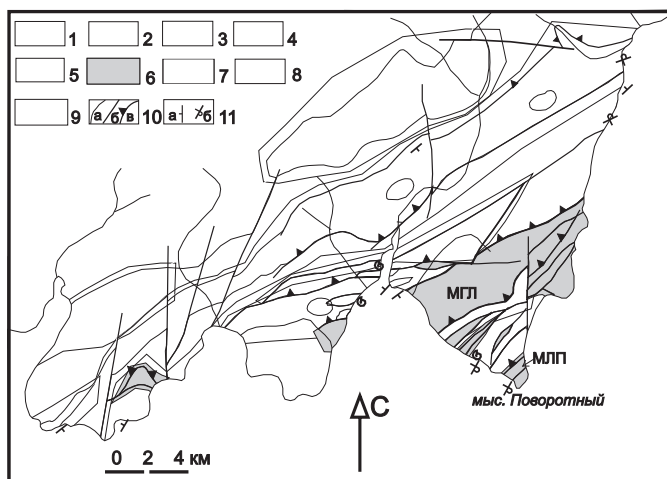 1 2 3 4
5 6 7 8
9 а б в 10 а б 11
МГЛ
МЛП
мыс. Поворотный
С
0 2 4 км